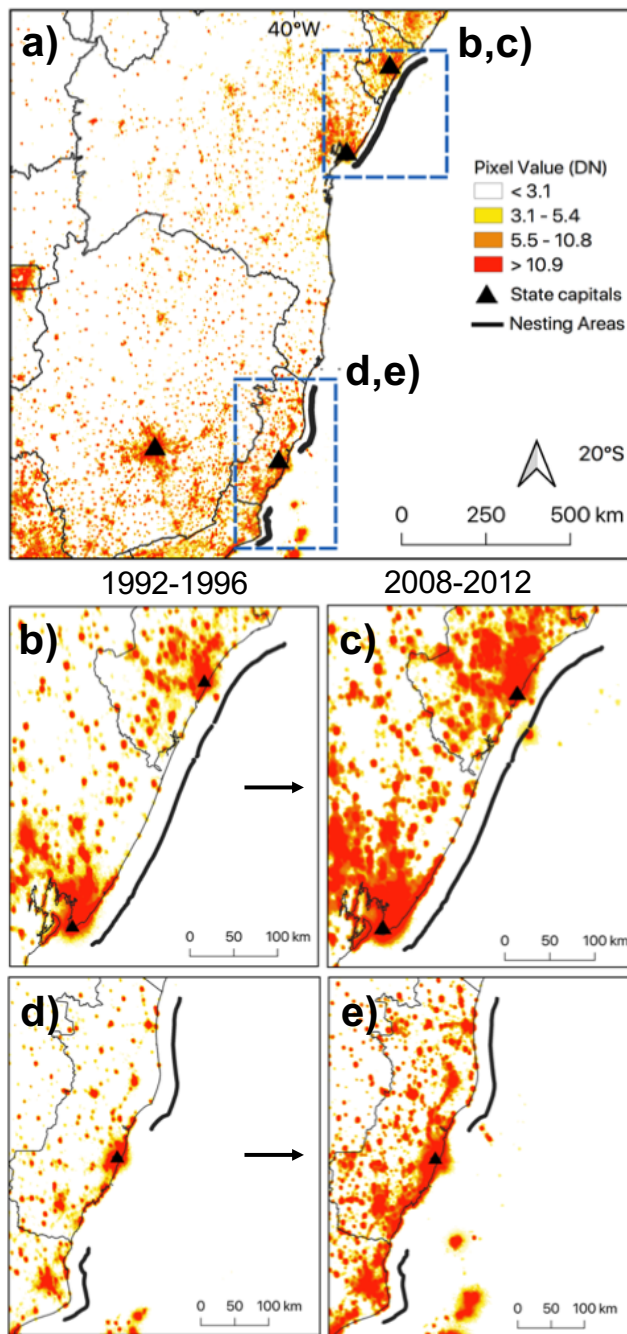 a)
40°W
b,c)
Pixel Value (DN)
< 3.1
3.1 - 5.4
5.5 - 10.8
> 10.9
State capitals
Nesting Areas
d,e)
20°S
0 250 500 km
1992-1996 2008-2012
b)
0 50 100 km
c)
0 50 100 km
d)
0 50 100 km
e)
0 50 100 km